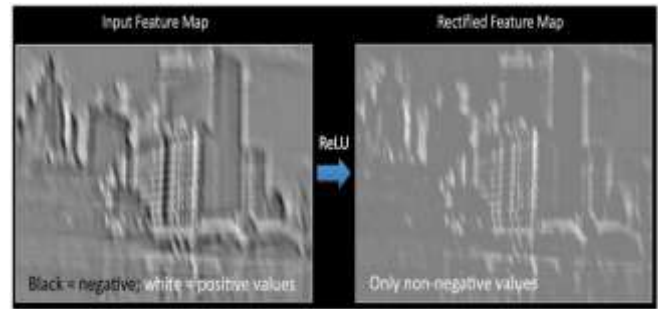 Input Feature Map
Rectified Feature Map
ReLU
Black = negative; white = positive values
Only non-negative values